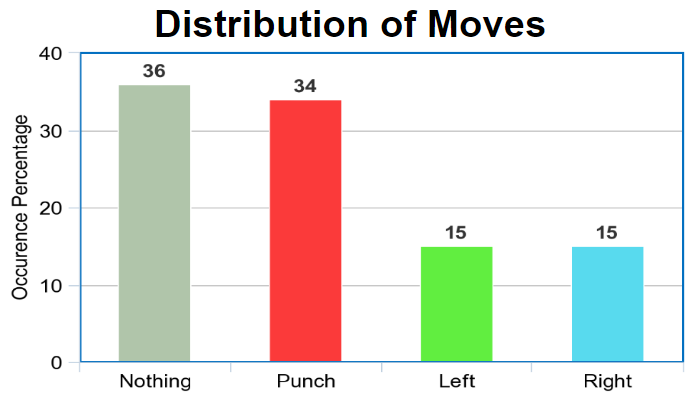 Distribution of Moves
Occurence Percentage
40
30
20
10
0
36
34
15
15
Nothing
Punch
Left
Right